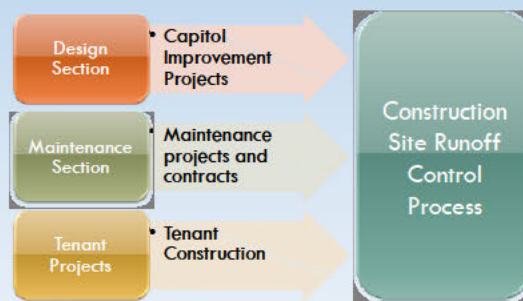 Design
Section
• Capitol
Improvement
Projects
Maintenance
Section
• Maintenance
projects and
contracts
Tenant
Projects
• Tenant
Construction
Construction
Site Runoff
Control
Process